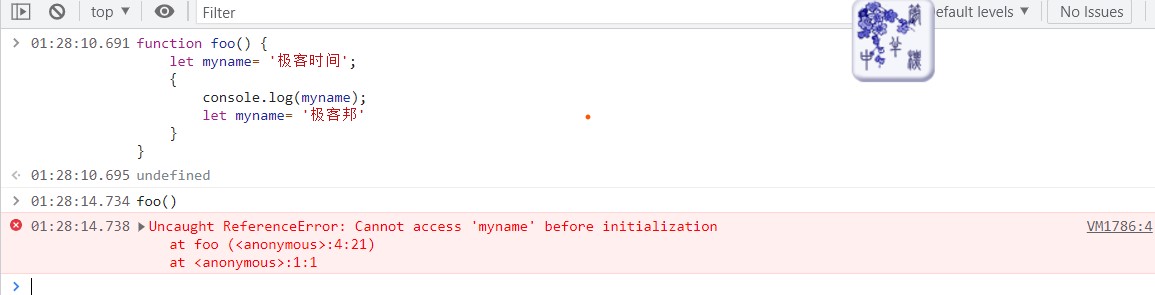 top ▼ Filter efault levels ▼ No Issues
01:28:10.691 function foo() {
let myname= '极客时间';
{
console.log(myname);
let myname= '极客邦'
}
}
01:28:10.695 undefined
01:28:14.734 foo()
01:28:14.738 ▶Uncaught ReferenceError: Cannot access 'myname' before initialization VM1786:4
at foo (<anonymous>:4:21)
at <anonymous>:1:1
中